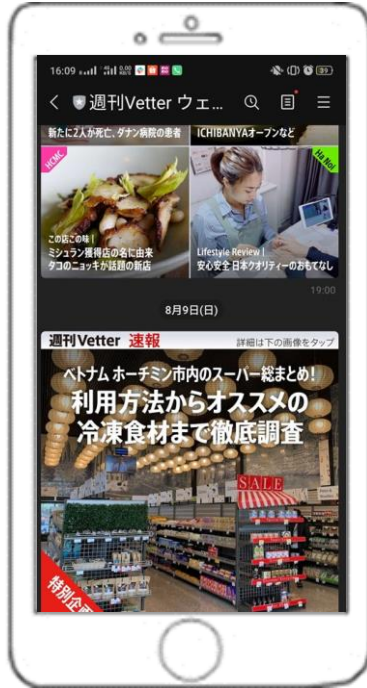 16:09
週刊Vetter ウェ...
新たに2人が死亡、ダナン病院の患者
ICHIBANYAオープンなど
HCMC
この店この味|
ミシュラン獲得店の名に由来
タコのニョッキが話題の新店
Ha Noi
Lifestyle Review|
安心安全 日本クオリティーのおもてなし
19:00
8月9日(日)
週刊Vetter 速報
詳細は下の画像をタップ
ベトナム ホーチミン市内のスーパー総まとめ!
利用方法からオススメの
冷凍食材まで徹底調査
SALE
特別企画